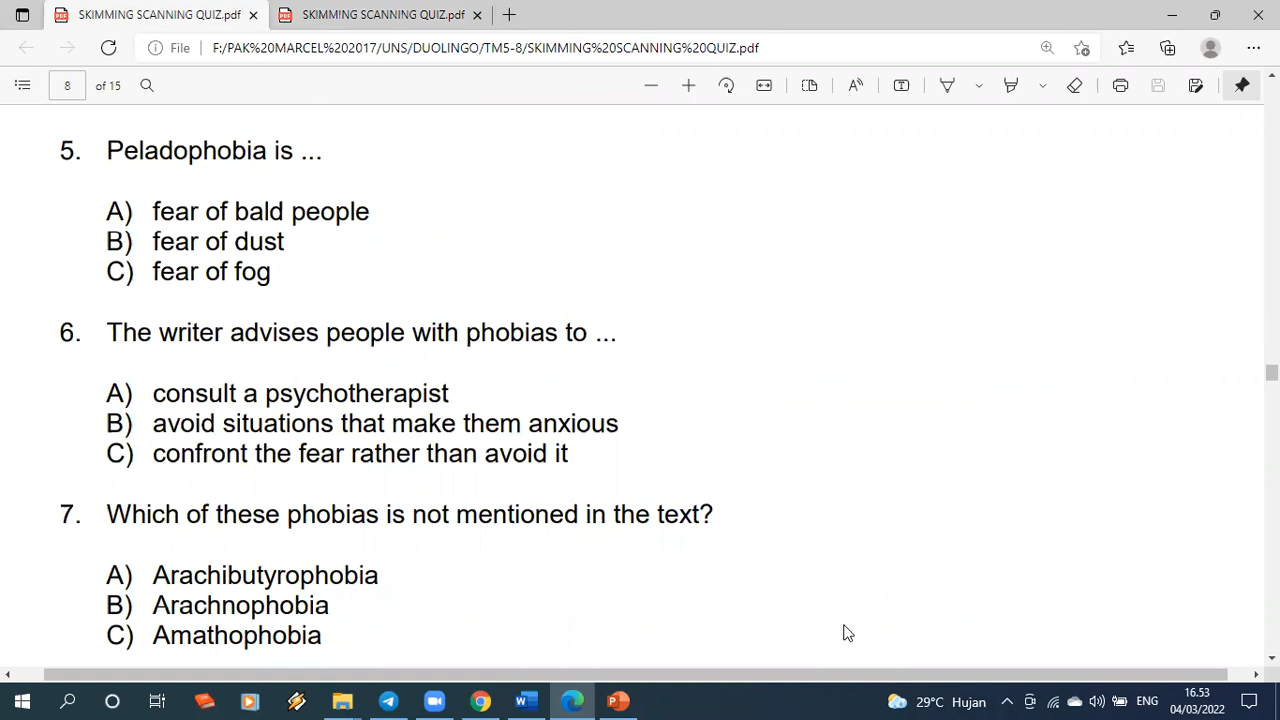 SKIMMING SCANNING QUIZ.pdf
SKIMMING SCANNING QUIZ.pdf
File
F:/PAK%20MARCEL%202017/UNS/DUOLINGO/TM5-8/SKIMMING%20SCANNING%20QUIZ.pdf
8 of 15
5. Peladophobia is ...
A) fear of bald people
B) fear of dust
C) fear of fog
6. The writer advises people with phobias to ...
A) consult a psychotherapist
B) avoid situations that make them anxious
C) confront the fear rather than avoid it
7. Which of these phobias is not mentioned in the text?
A) Arachibutyrophobia
B) Arachnophobia
C) Amathophobia
29°C Hujan
ENG
16.53
04/03/2022